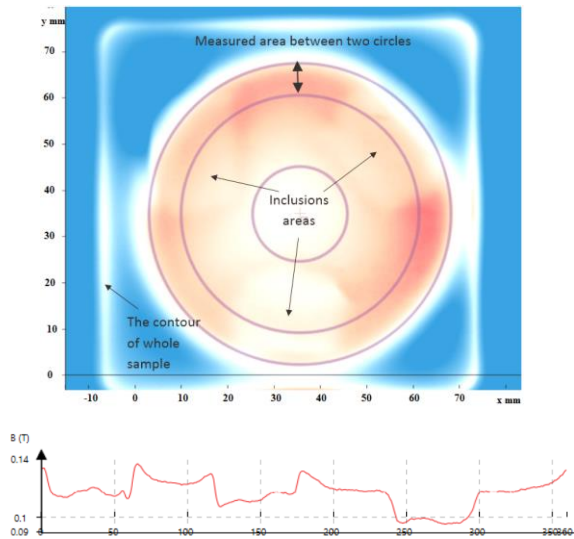 y mm
Measured area between two circles
70
60
50
40
30
20
10
0
Inclusions
areas
The contour
of whole
sample
-10 0 10 20 30 40 50 60 70 x mm
B (T)
0.14
0.1
0.09
0 50 100 150 200 250 300 350 360